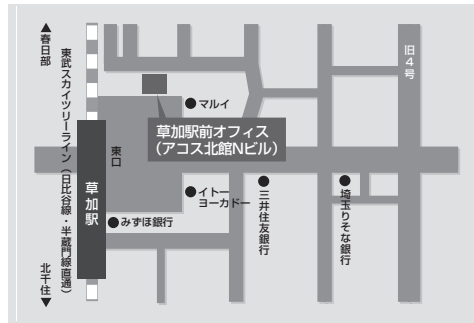 ▲春日部
東武スカイツリーライン（日比谷線・半蔵門線直通）
北千住▼
草加駅
東口
マルイ
草加駅前オフィス
（アコス北館Nビル）
イトー
ヨーカドー
みずほ銀行
三井住友銀行
埼玉りそな銀行
旧4号